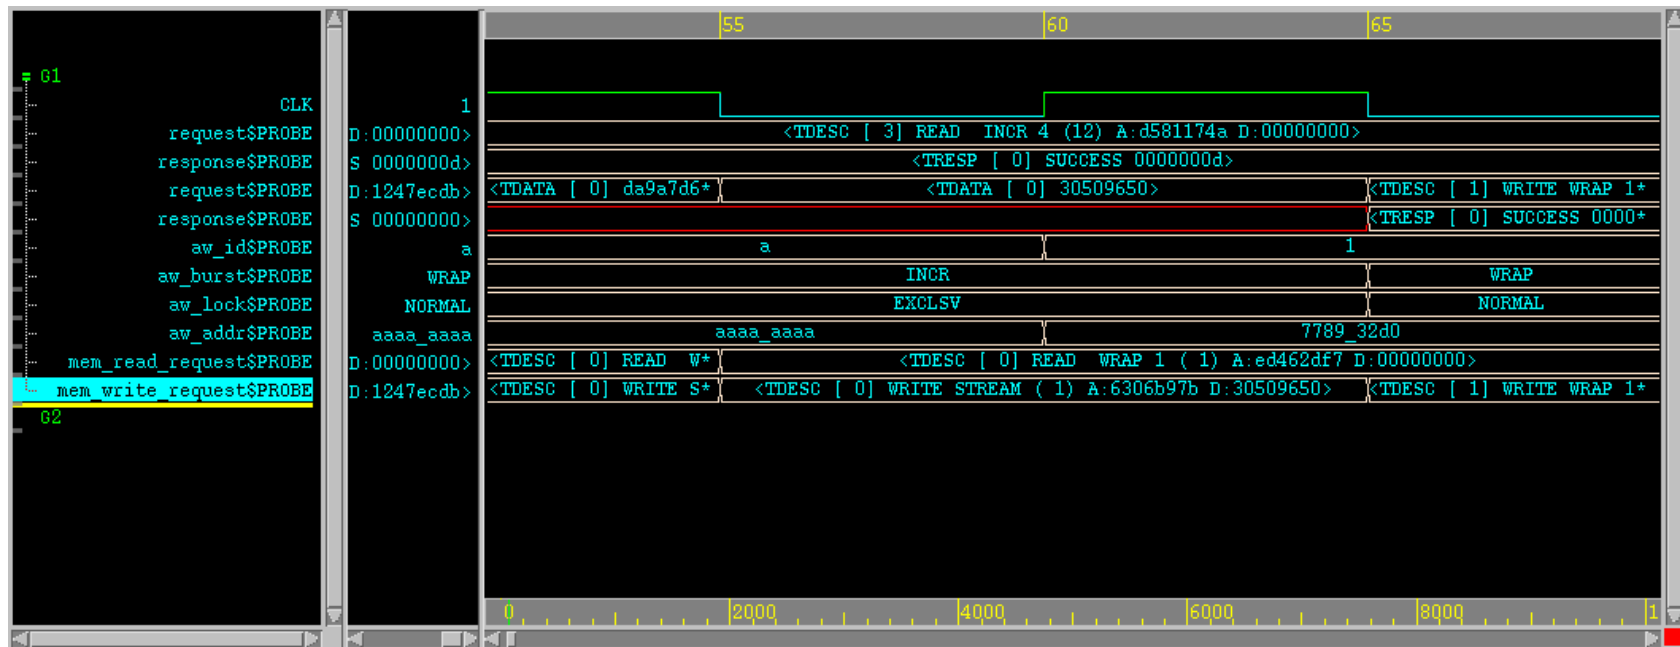 55 60 65
G1
CLK 1
request$PROBE D:00000000> <TDESC [ 3] READ INCR 4 (12) A:d581174a D:00000000>
response$PROBE S 0000000d> <TRESP [ 0] SUCCESS 0000000d>
request$PROBE D:1247ecdb> <TDATA [ 0] da9a7d6* <TDATA [ 0] 30509650> <TDESC [ 1] WRITE WRAP 1*
response$PROBE S 00000000> <TRESP [ 0] SUCCESS 0000*
aw_id$PROBE a a 1
aw_burst$PROBE WRAP INCR WRAP
aw_lock$PROBE NORMAL EXCLSV NORMAL
aw_addr$PROBE aaaa_aaaa aaaa_aaaa 7789_32d0
mem_read_request$PROBE D:00000000> <TDESC [ 0] READ W* <TDESC [ 0] READ WRAP 1 ( 1) A:ed462df7 D:00000000>
mem_write_request$PROBE D:1247ecdb> <TDESC [ 0] WRITE S* <TDESC [ 0] WRITE STREAM ( 1) A:6306b97b D:30509650> <TDESC [ 1] WRITE WRAP 1*
G2
0 2000 4000 6000 8000 1